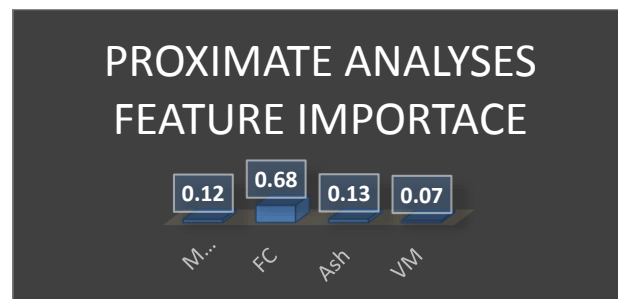 PROXIMATE ANALYSES
FEATURE IMPORTACE
0.12 0.68 0.13 0.07
M... FC Ash VM